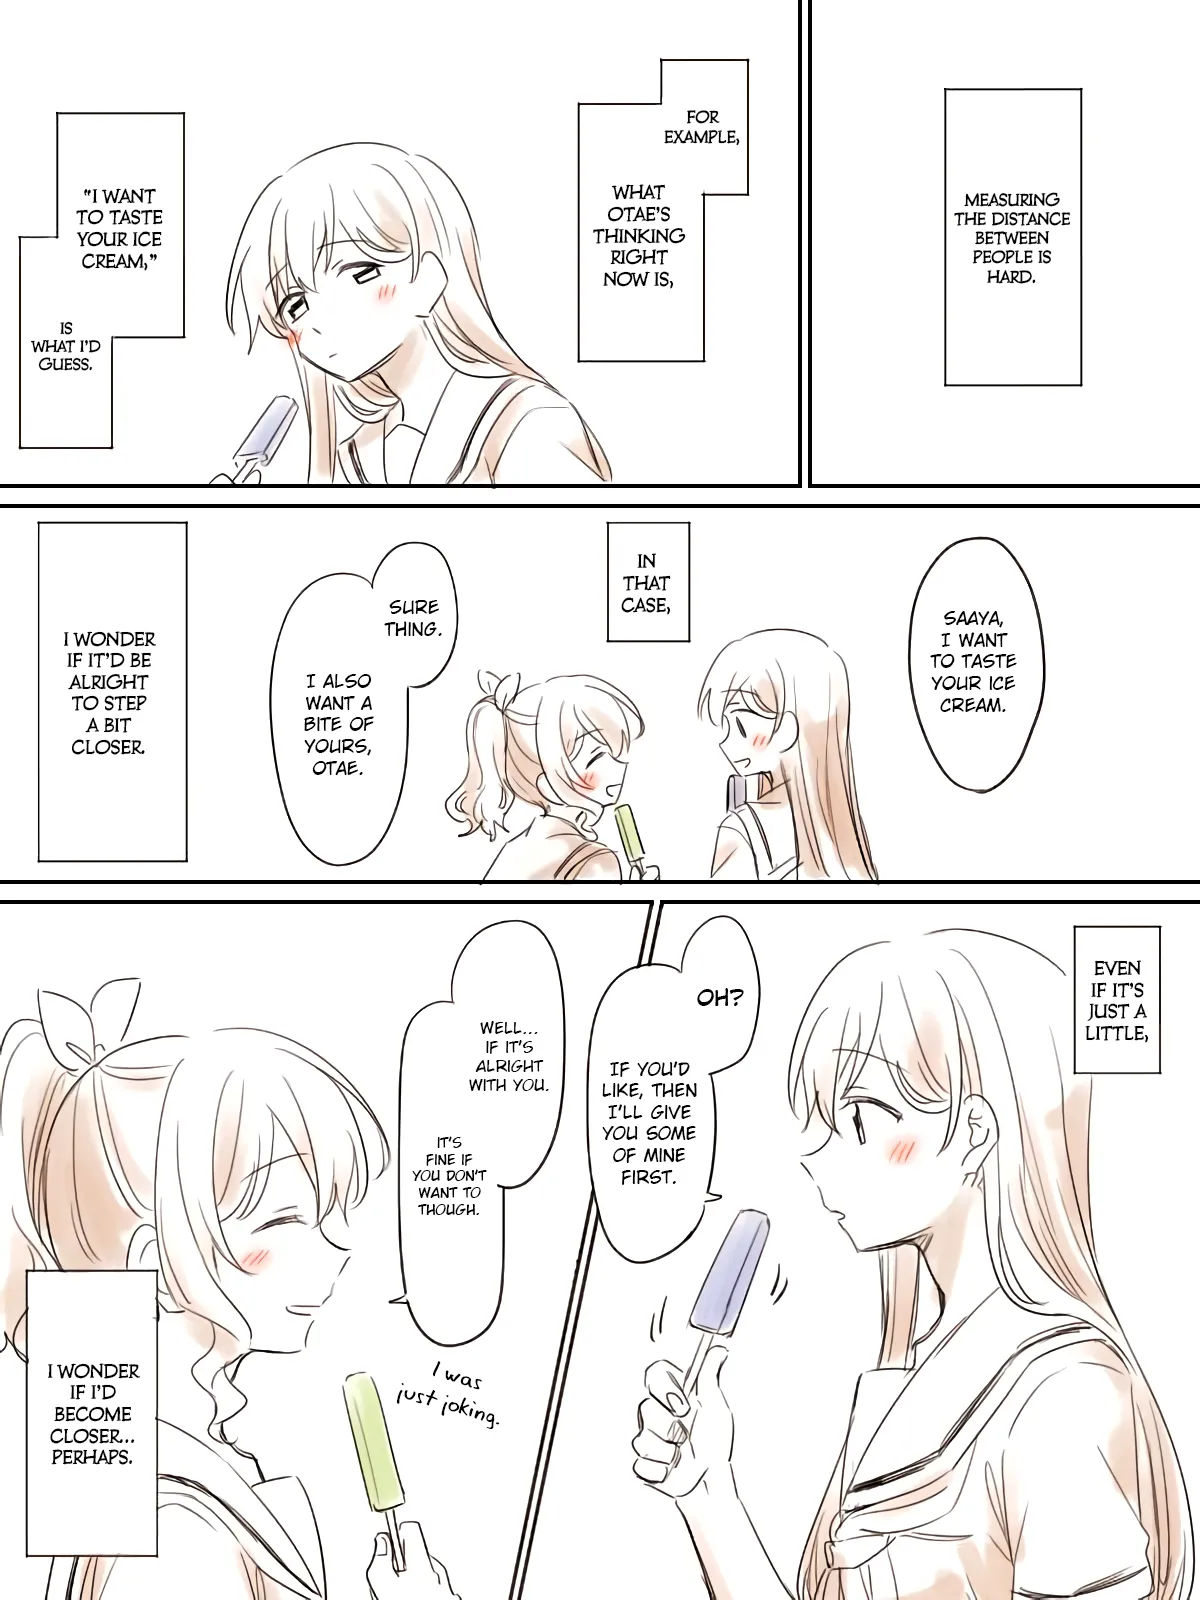 MEASURING
THE DISTANCE
BETWEEN
PEOPLE IS
HARD.
FOR
EXAMPLE,
WHAT
OTAE'S
THINKING
RIGHT
NOW IS,
"I WANT
TO TASTE
YOUR ICE
CREAM,"
IS
WHAT I'D
GUESS.
SAAYA,
I WANT
TO TASTE
YOUR ICE
CREAM.
IN
THAT
CASE,
SURE
THING.
I ALSO
WANT A
BITE OF
YOURS,
OTAE.
I WONDER
IF IT'D BE
ALRIGHT
TO STEP
A BIT
CLOSER.
EVEN
IF IT'S
JUST A
LITTLE,
OH?
IF YOU'D
LIKE, THEN
I'LL GIVE
YOU SOME
OF MINE
FIRST.
WELL...
IF IT'S
ALRIGHT
WITH YOU.
IT'S
FINE IF
YOU DON'T
WANT TO
THOUGH.
I was
just joking.
I WONDER
IF I'D
BECOME
CLOSER...
PERHAPS.